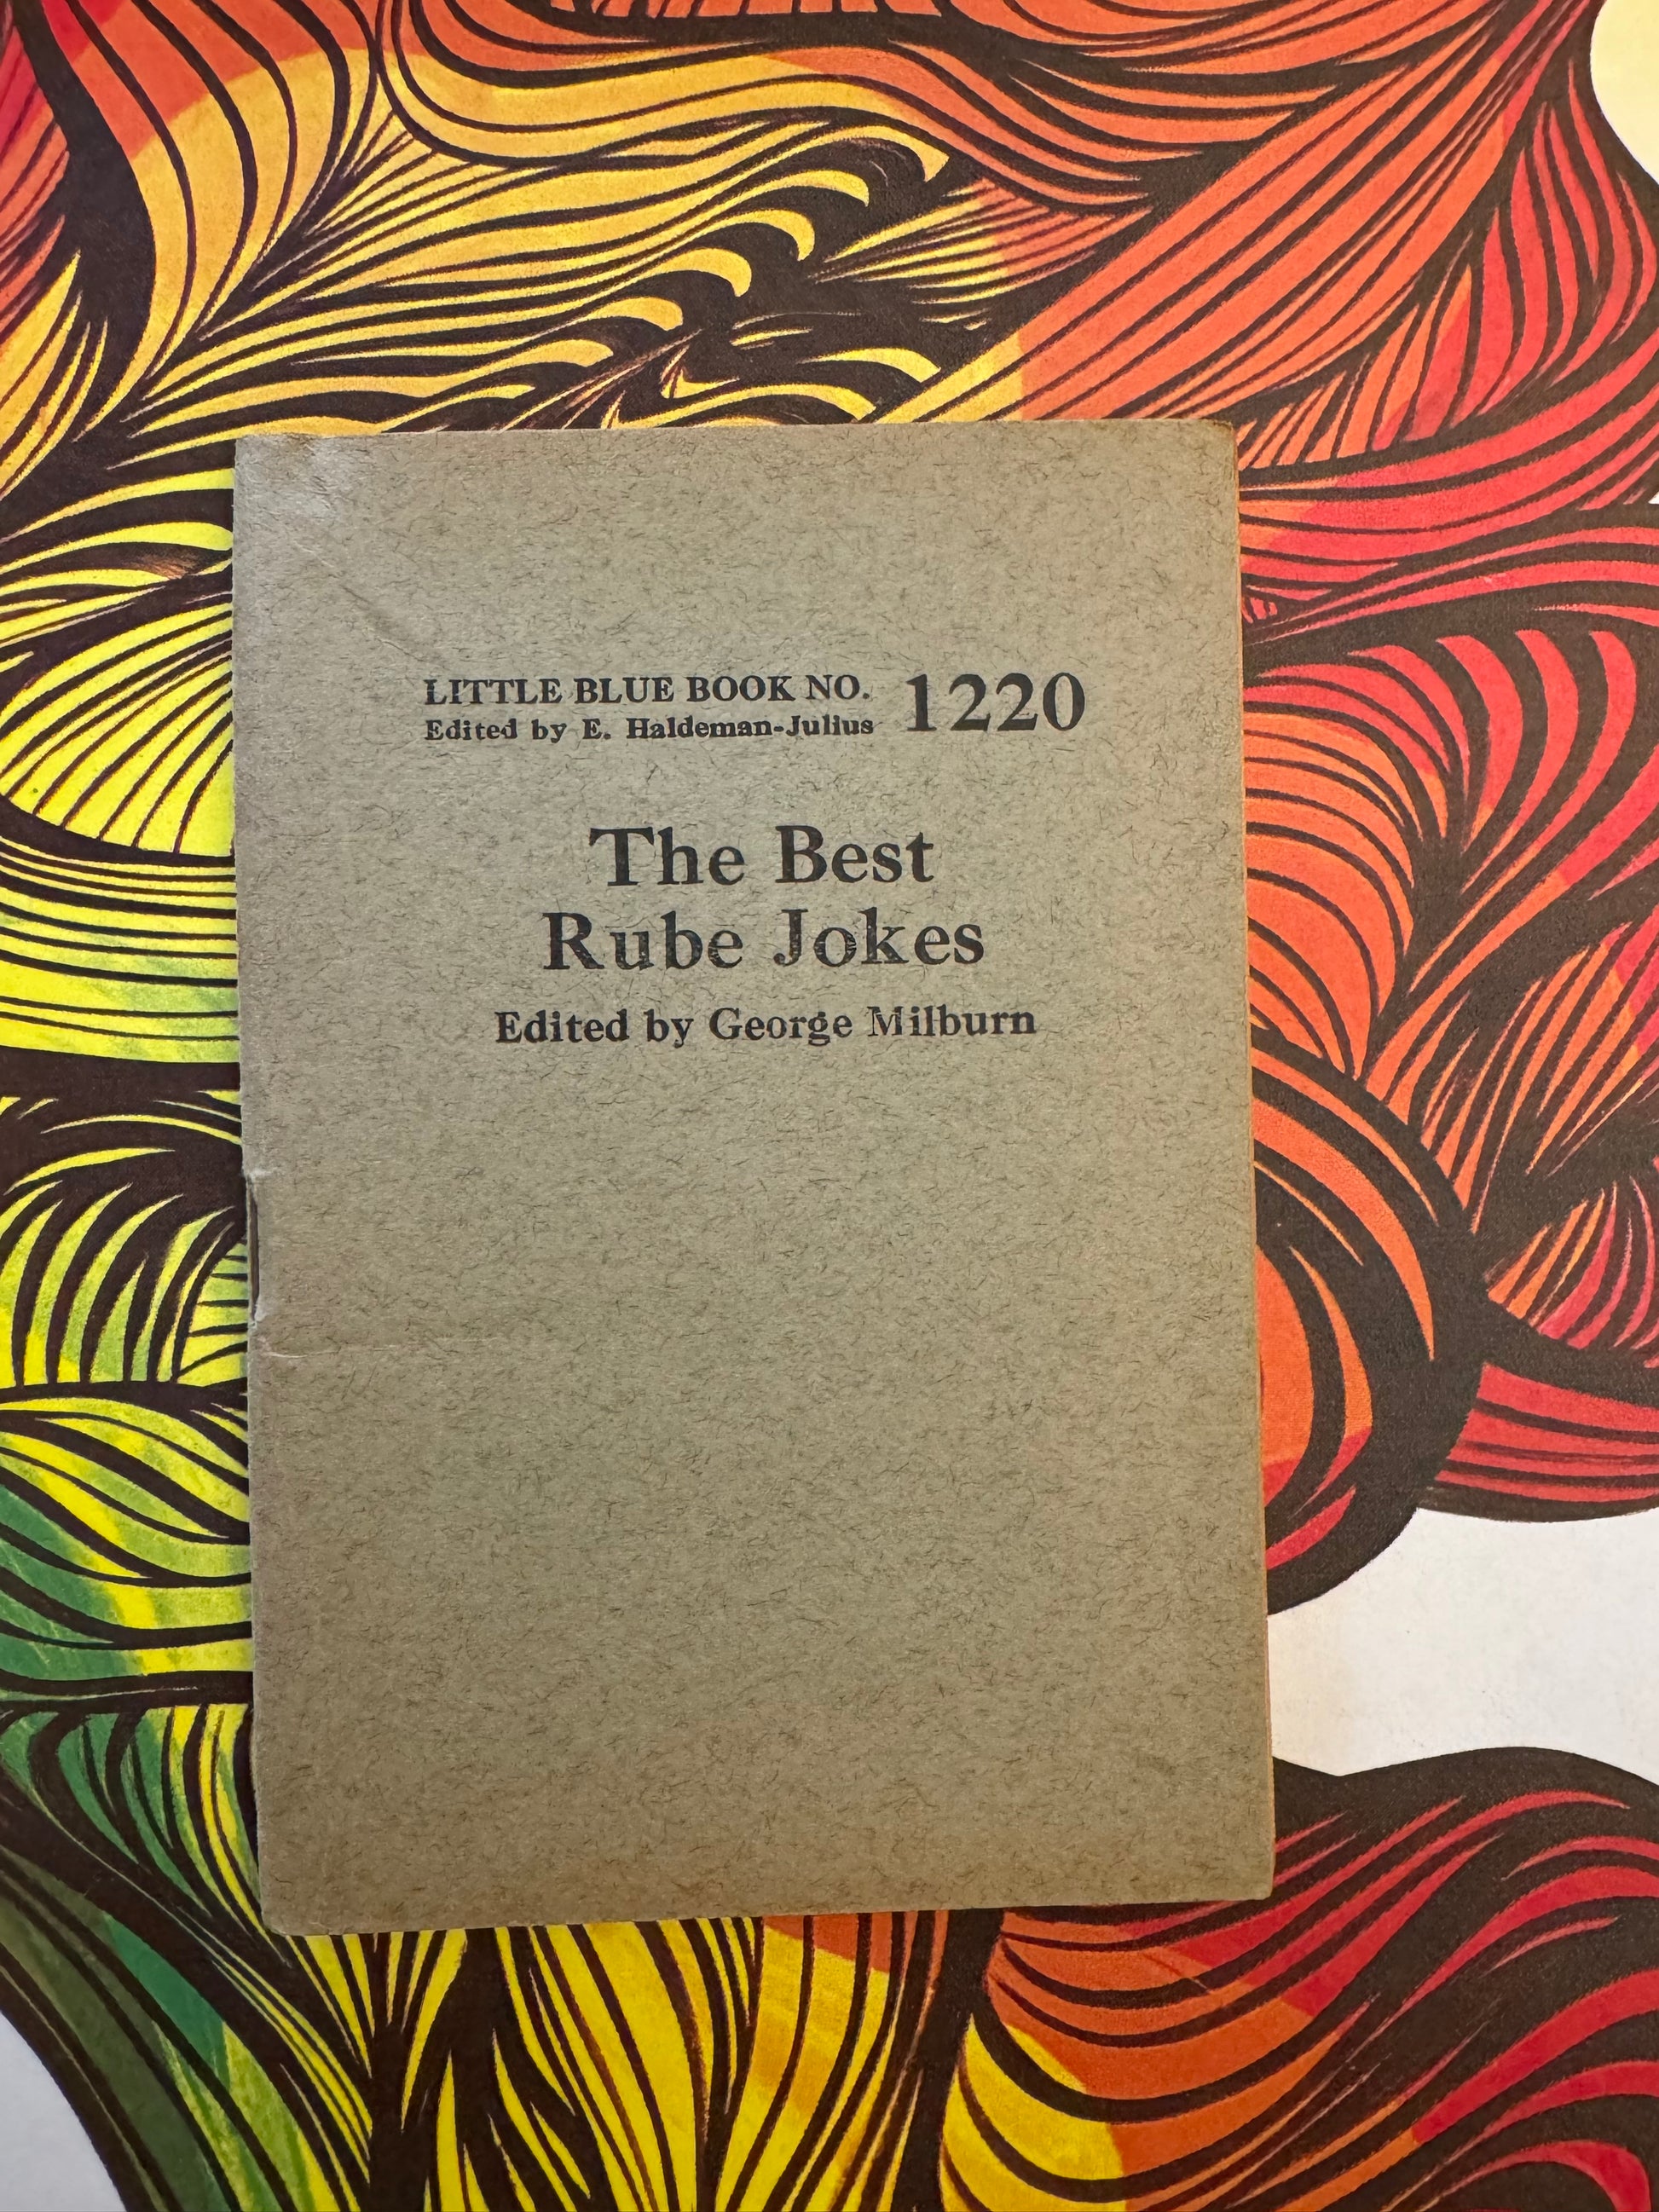 LITTLE BLUE BOOK NO. 1220
Edited by E. Haldeman-Julius
The Best
Rube Jokes
Edited by George Milburn